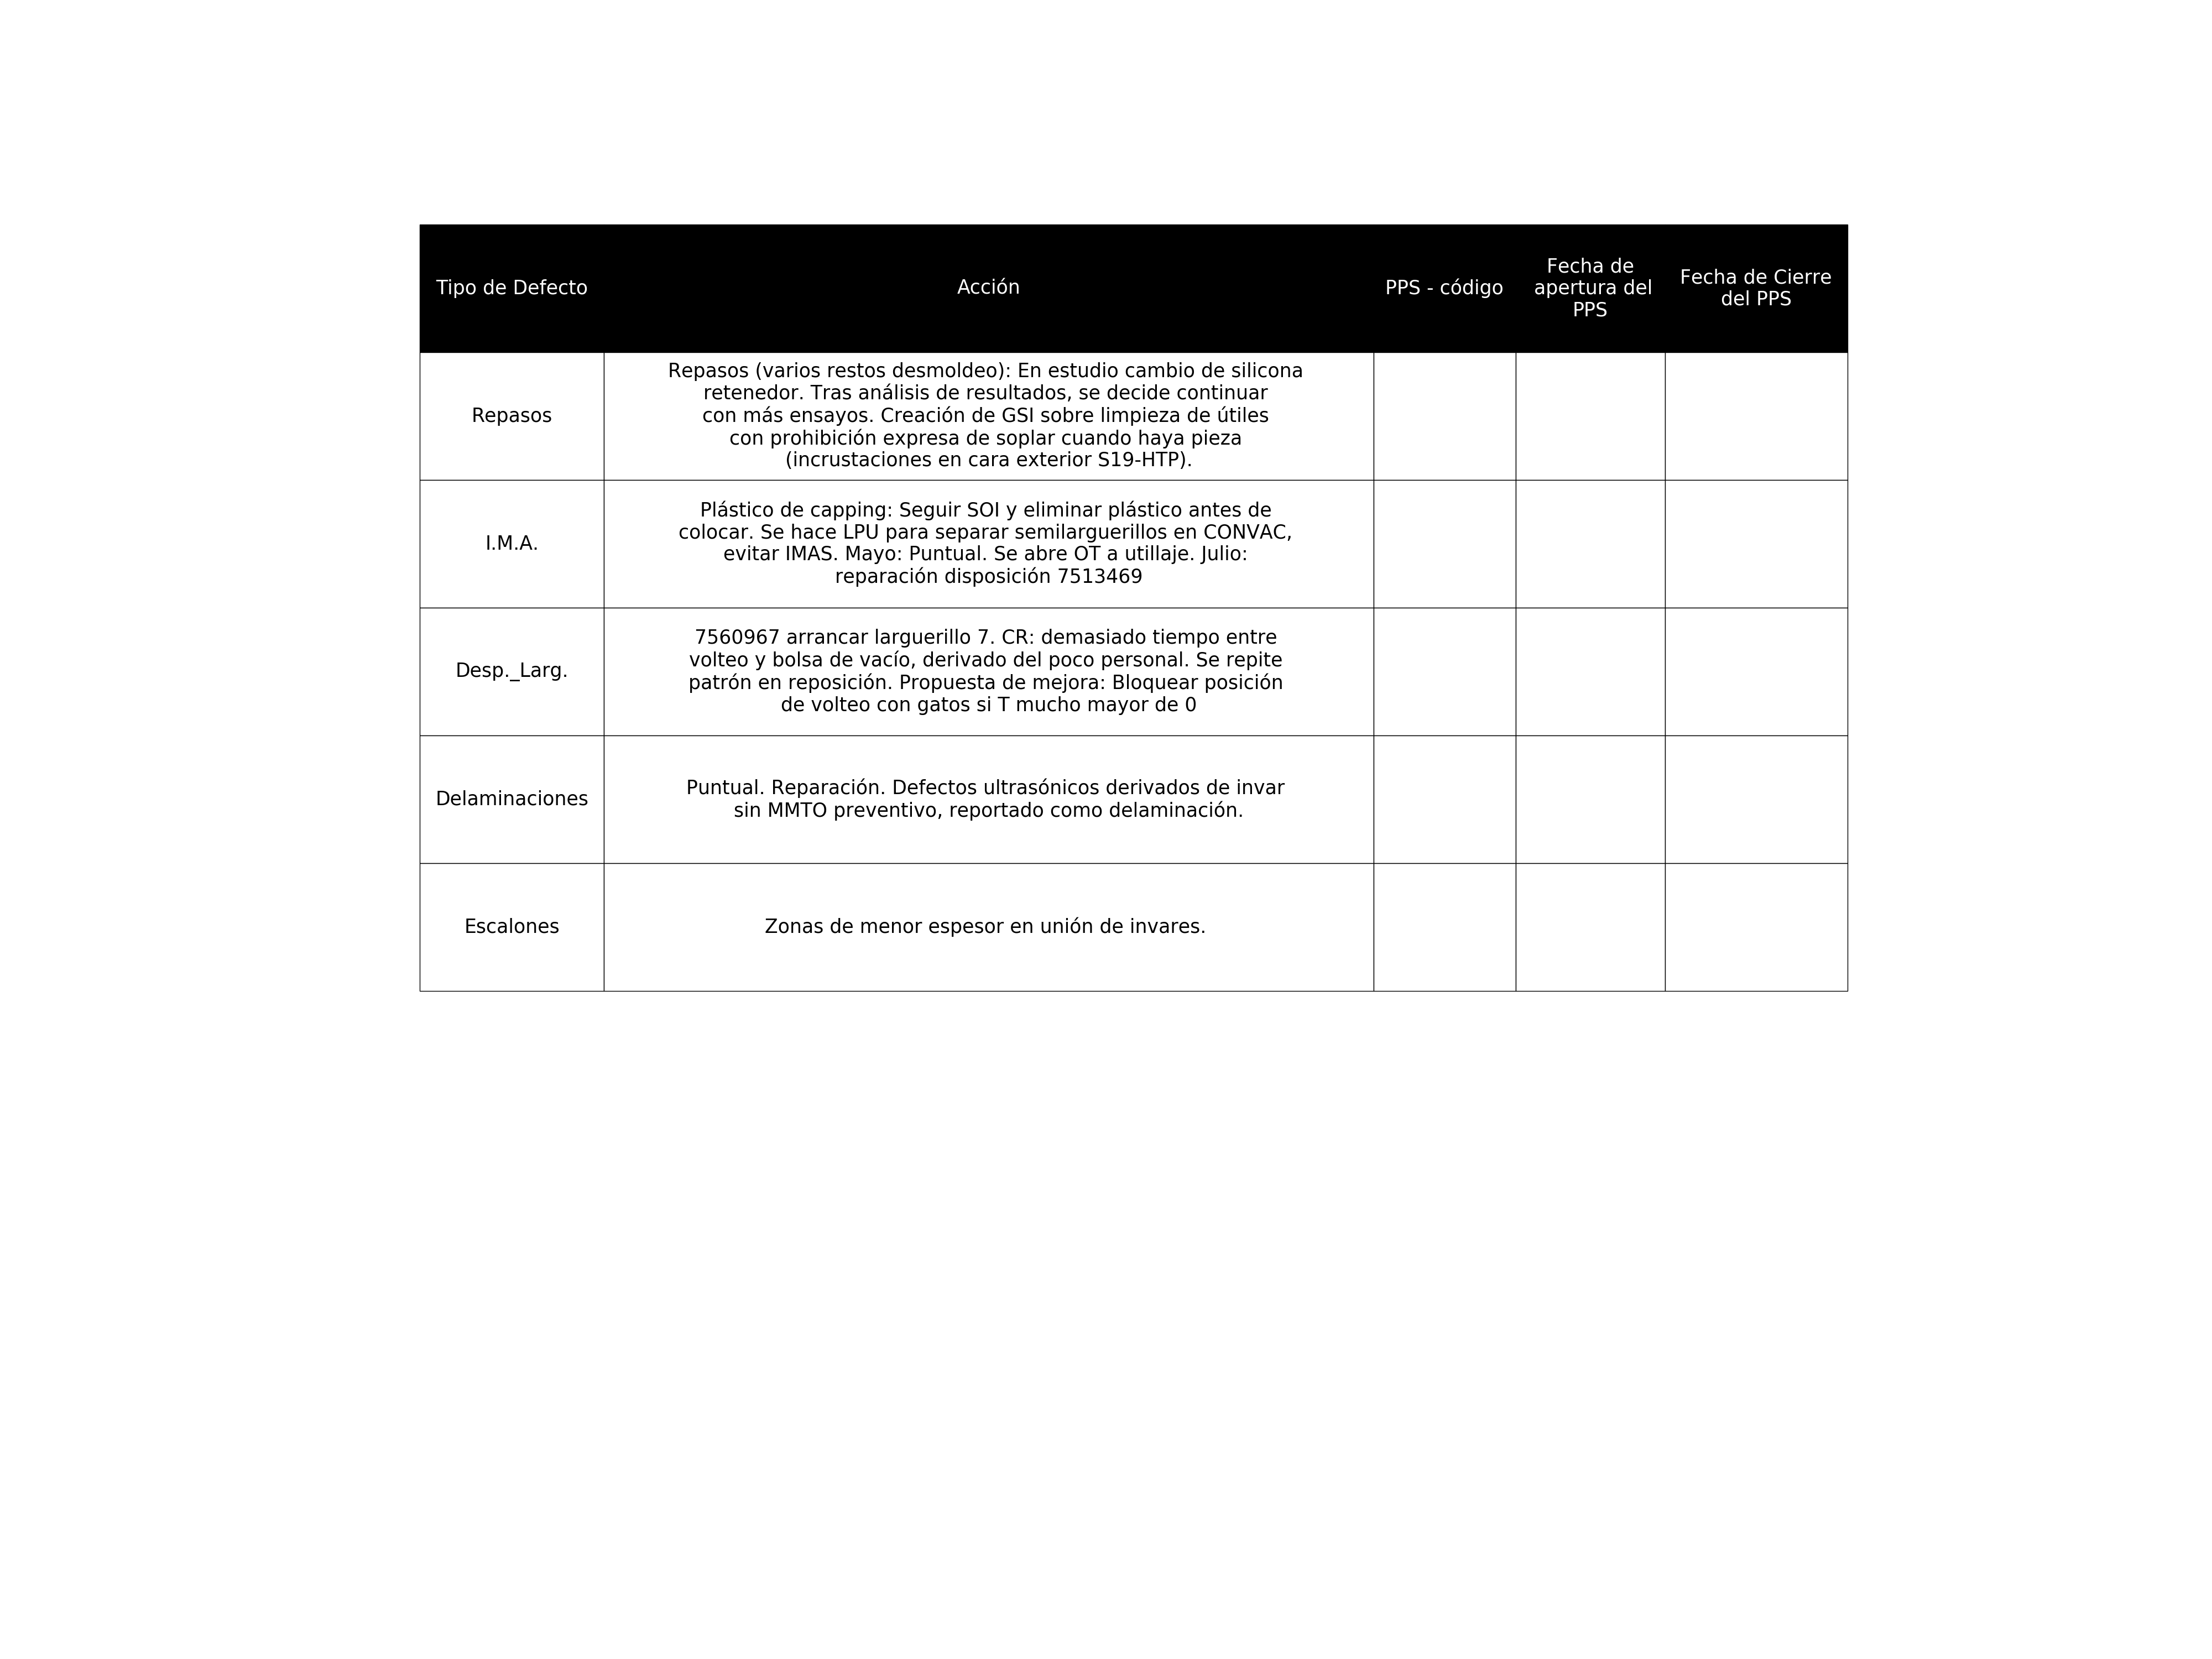 Tipo de Defecto
Acción
PPS - código
Fecha de
apertura del
PPS
Fecha de Cierre
del PPS
Repasos
Repasos (varios restos desmoldeo): En estudio cambio de silicona
retenedor. Tras análisis de resultados, se decide continuar
con más ensayos. Creación de GSI sobre limpieza de útiles
con prohibición expresa de soplar cuando haya pieza
(incrustaciones en cara exterior S19-HTP).
I.M.A.
Plástico de capping: Seguir SOI y eliminar plástico antes de
colocar. Se hace LPU para separar semilarguerillos en CONVAC,
evitar IMAS. Mayo: Puntual. Se abre OT a utillaje. Julio:
reparación disposición 7513469
Desp._Larg.
7560967 arrancar larguerillo 7. CR: demasiado tiempo entre
volteo y bolsa de vacío, derivado del poco personal. Se repite
patrón en reposición. Propuesta de mejora: Bloquear posición
de volteo con gatos si T mucho mayor de 0
Delaminaciones
Puntual. Reparación. Defectos ultrasónicos derivados de invar
sin MMTO preventivo, reportado como delaminación.
Escalones
Zonas de menor espesor en unión de invares.